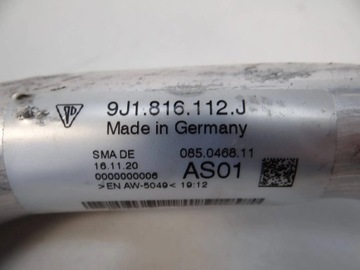 9J1.816.112.J
Made in Germany
SMA DE 085.0468.11
16.11.20 AS01
0000000006
>EN AW-5049< 19:12